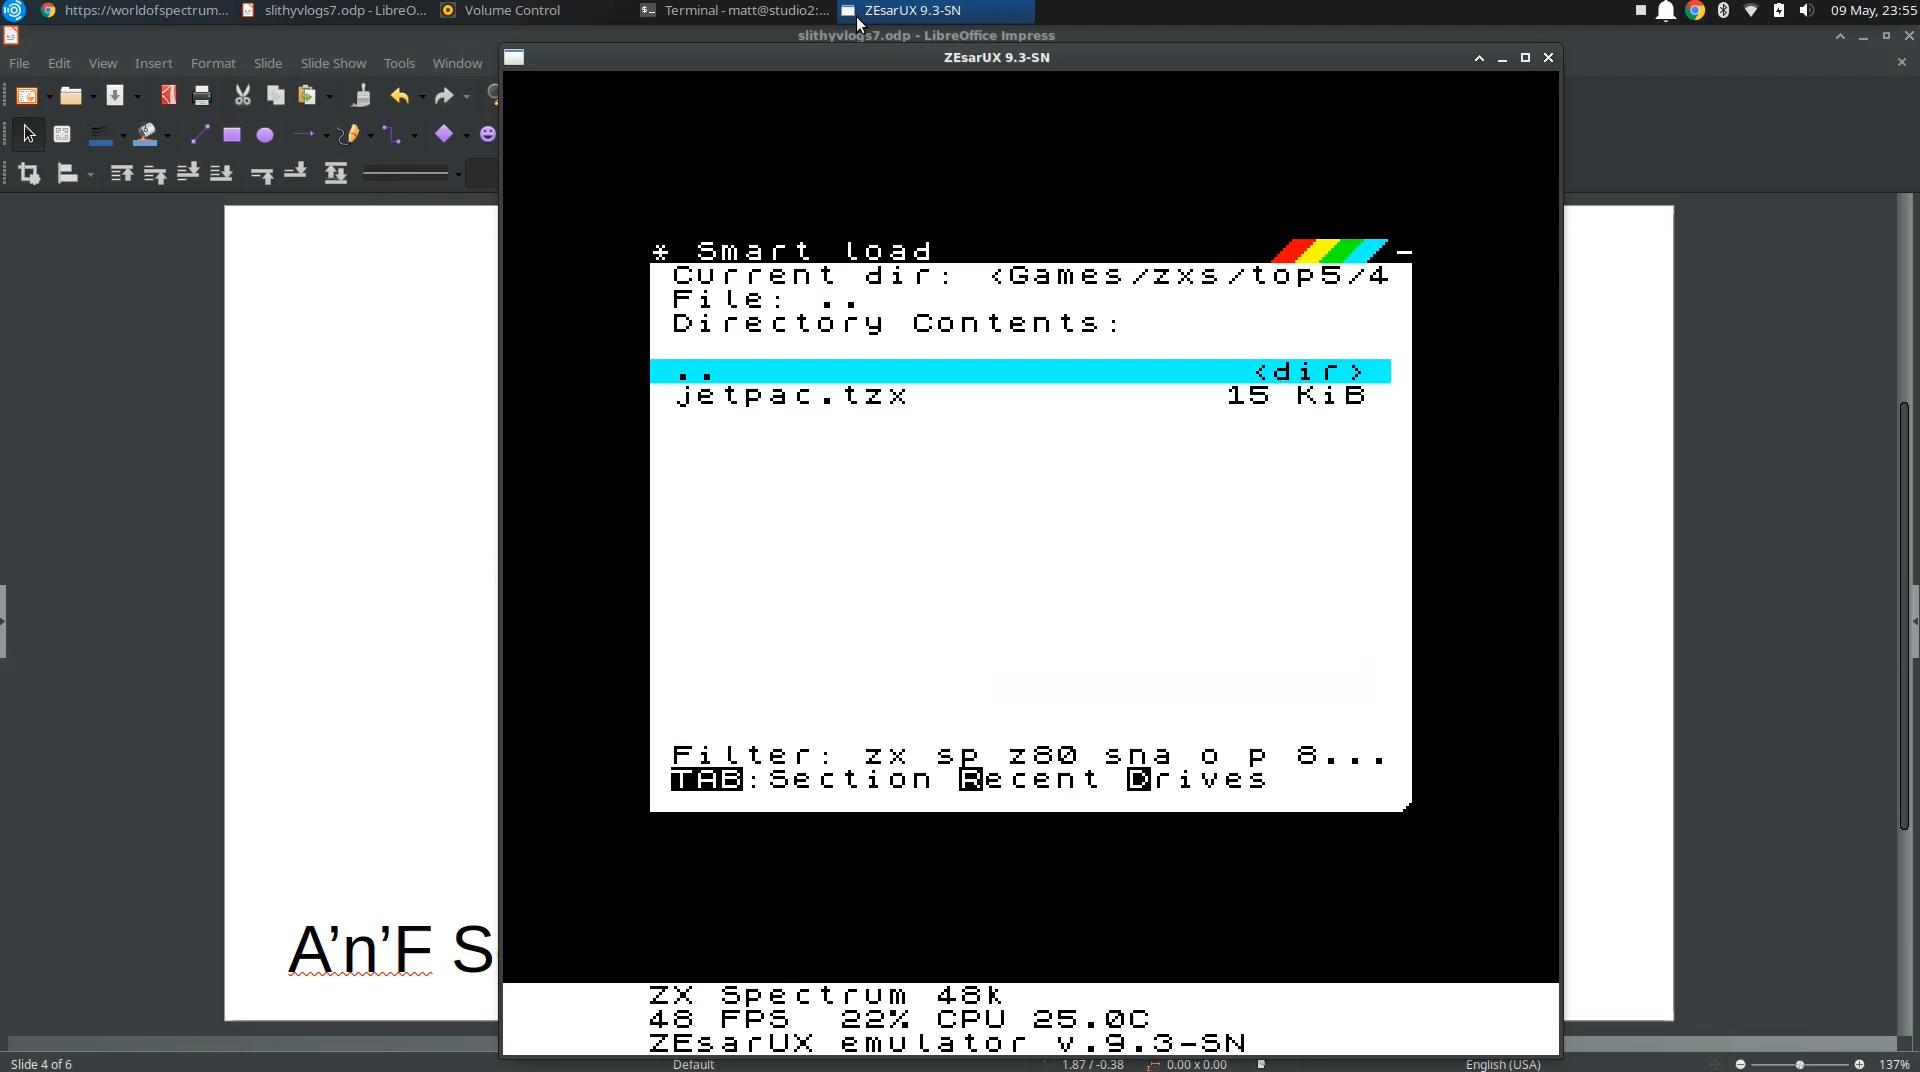 https://worldofspectrum...
slithyvlogs7.odp - LibreO...
Volume Control
Terminal - matt@studio2:...
ZEsarUX 9.3-SN
09 May, 23:55
slithyvlogs7.odp - LibreOffice Impress
File Edit View Insert Format Slide Slide Show Tools Window
ZEsarUX 9.3-SN
* Smart load
Current dir: <Games/zxs/top5/4
File: ..
Directory Contents:
.. <dir>
jetpac.tzx 15 KiB
Filter: zx sp z80 sna o p 8...
TAB:Section Recent Drives
A’n’F S
ZX Spectrum 48k
48 FPS 22% CPU 25.0C
ZEsarUX emulator v.9.3-SN
Slide 4 of 6
Default
1.87 / -0.38
0.00 x 0.00
English (USA)
137%